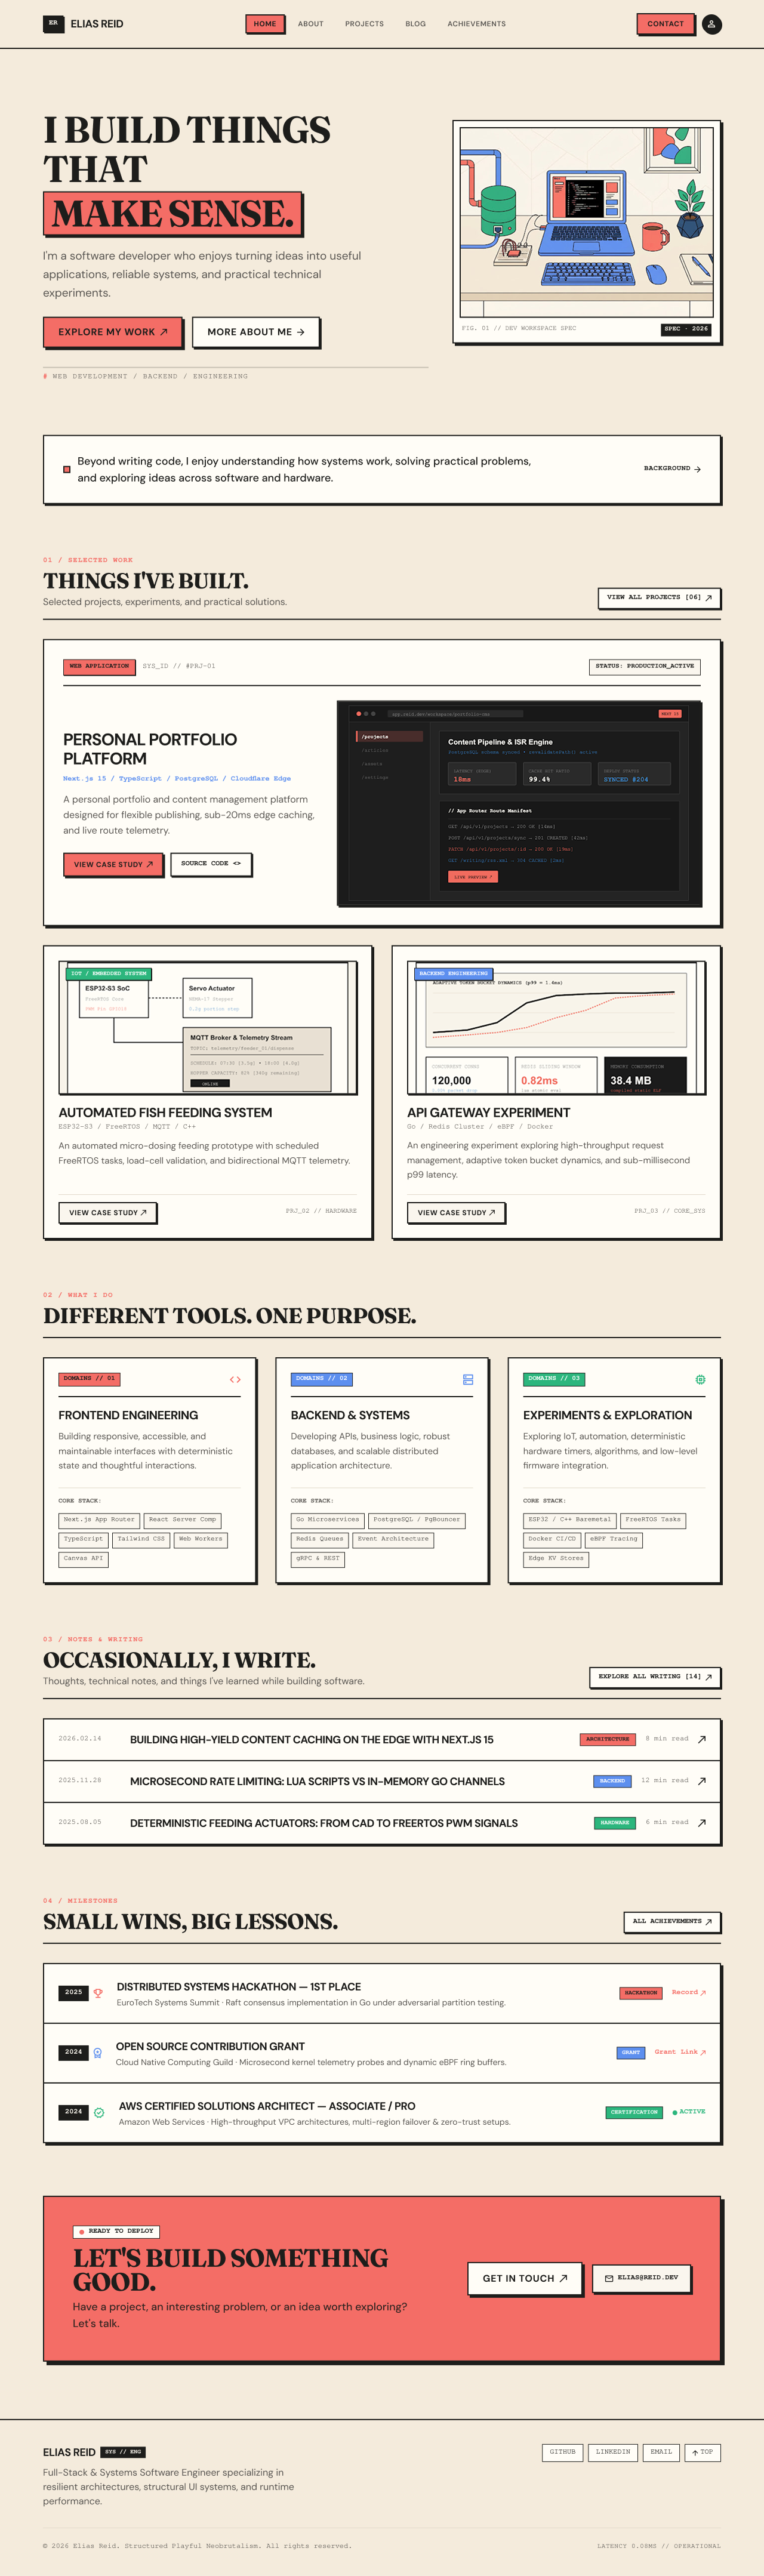 ER ELIAS REID
HOME ABOUT PROJECTS BLOG ACHIEVEMENTS
CONTACT
I BUILD THINGS
THAT
MAKE SENSE.
I'm a software developer who enjoys turning ideas into useful
applications, reliable systems, and practical technical
experiments.
EXPLORE MY WORK ↗ MORE ABOUT ME →
# WEB DEVELOPMENT / BACKEND / ENGINEERING
FIG. 01 // DEV WORKSPACE SPEC
SPEC · 2026
Beyond writing code, I enjoy understanding how systems work, solving practical problems,
and exploring ideas across software and hardware.
BACKGROUND →
01 / SELECTED WORK
THINGS I'VE BUILT.
Selected projects, experiments, and practical solutions.
VIEW ALL PROJECTS [06] ↗
WEB APPLICATION SYS_ID // #PRJ-01
STATUS: PRODUCTION_ACTIVE
PERSONAL PORTFOLIO
PLATFORM
Next.js 15 / TypeScript / PostgreSQL / Cloudflare Edge
A personal portfolio and content management platform
designed for flexible publishing, sub-20ms edge caching,
and live route telemetry.
VIEW CASE STUDY ↗ SOURCE CODE <>
/projects
/articles
/assets
/settings
Content Pipeline & ISR Engine
18ms
99.4%
SYNCED #204
// App Router Route Manifest
LIVE PREVIEW
IOT / EMBEDDED SYSTEM
ESP32-S3 SoC
FreeRTOS Core
Servo Actuator
NEMA-17 Stepper
MQTT Broker & Telemetry Stream
ONLINE
AUTOMATED FISH FEEDING SYSTEM
ESP32-S3 / FreeRTOS / MQTT / C++
An automated micro-dosing feeding prototype with scheduled
FreeRTOS tasks, load-cell validation, and bidirectional MQTT telemetry.
VIEW CASE STUDY ↗
PRJ_02 // HARDWARE
BACKEND ENGINEERING
ADAPTIVE TOKEN BUCKET DYNAMICS
120,000
REDIS SLIDING WINDOW
0.82ms
MEMORY CONSUMPTION
38.4 MB
API GATEWAY EXPERIMENT
Go / Redis Cluster / eBPF / Docker
An engineering experiment exploring high-throughput request
management, adaptive token bucket dynamics, and sub-millisecond
p99 latency.
VIEW CASE STUDY ↗
PRJ_03 // CORE_SYS
02 / WHAT I DO
DIFFERENT TOOLS. ONE PURPOSE.
DOMAINS // 01
FRONTEND ENGINEERING
Building responsive, accessible, and
maintainable interfaces with deterministic
state and thoughtful interactions.
CORE STACK:
Next.js App Router React Server Comp
TypeScript Tailwind CSS Web Workers
Canvas API
DOMAINS // 02
BACKEND & SYSTEMS
Developing APIs, business logic, robust
databases, and scalable distributed
application architecture.
CORE STACK:
Go Microservices PostgreSQL / PgBouncer
Redis Queues Event Architecture
gRPC & REST
DOMAINS // 03
EXPERIMENTS & EXPLORATION
Exploring IoT, automation, deterministic
hardware timers, algorithms, and low-level
firmware integration.
CORE STACK:
ESP32 / C++ Baremetal FreeRTOS Tasks
Docker CI/CD eBPF Tracing
Edge KV Stores
03 / NOTES & WRITING
OCCASIONALLY, I WRITE.
Thoughts, technical notes, and things I've learned while building software.
EXPLORE ALL WRITING [14] ↗
2026.02.14 BUILDING HIGH-YIELD CONTENT CACHING ON THE EDGE WITH NEXT.JS 15 ARCHITECTURE 8 min read ↗
2025.11.28 MICROSECOND RATE LIMITING: LUA SCRIPTS VS IN-MEMORY GO CHANNELS BACKEND 12 min read ↗
2025.08.05 DETERMINISTIC FEEDING ACTUATORS: FROM CAD TO FREERTOS PWM SIGNALS HARDWARE 6 min read ↗
04 / MILESTONES
SMALL WINS, BIG LESSONS.
ALL ACHIEVEMENTS ↗
2025 DISTRIBUTED SYSTEMS HACKATHON — 1ST PLACE
EuroTech Systems Summit · Raft consensus implementation in Go under adversarial partition testing.
HACKATHON Record ↗
2024 OPEN SOURCE CONTRIBUTION GRANT
Cloud Native Computing Guild · Microsecond kernel telemetry probes and dynamic eBPF ring buffers.
GRANT Grant Link ↗
2024 AWS CERTIFIED SOLUTIONS ARCHITECT — ASSOCIATE / PRO
Amazon Web Services · High-throughput VPC architectures, multi-region failover & zero-trust setups.
CERTIFICATION ● ACTIVE
READY TO DEPLOY
LET'S BUILD SOMETHING
GOOD.
Have a project, an interesting problem, or an idea worth exploring?
Let's talk.
GET IN TOUCH ↗ ELIAS@REID.DEV
ELIAS REID SYS // ENG
Full-Stack & Systems Software Engineer specializing in
resilient architectures, structural UI systems, and runtime
performance.
GITHUB LINKEDIN EMAIL ↑ TOP
© 2026 Elias Reid. Structured Playful Neobrutalism. All rights reserved.
LATENCY 0.08MS // OPERATIONAL